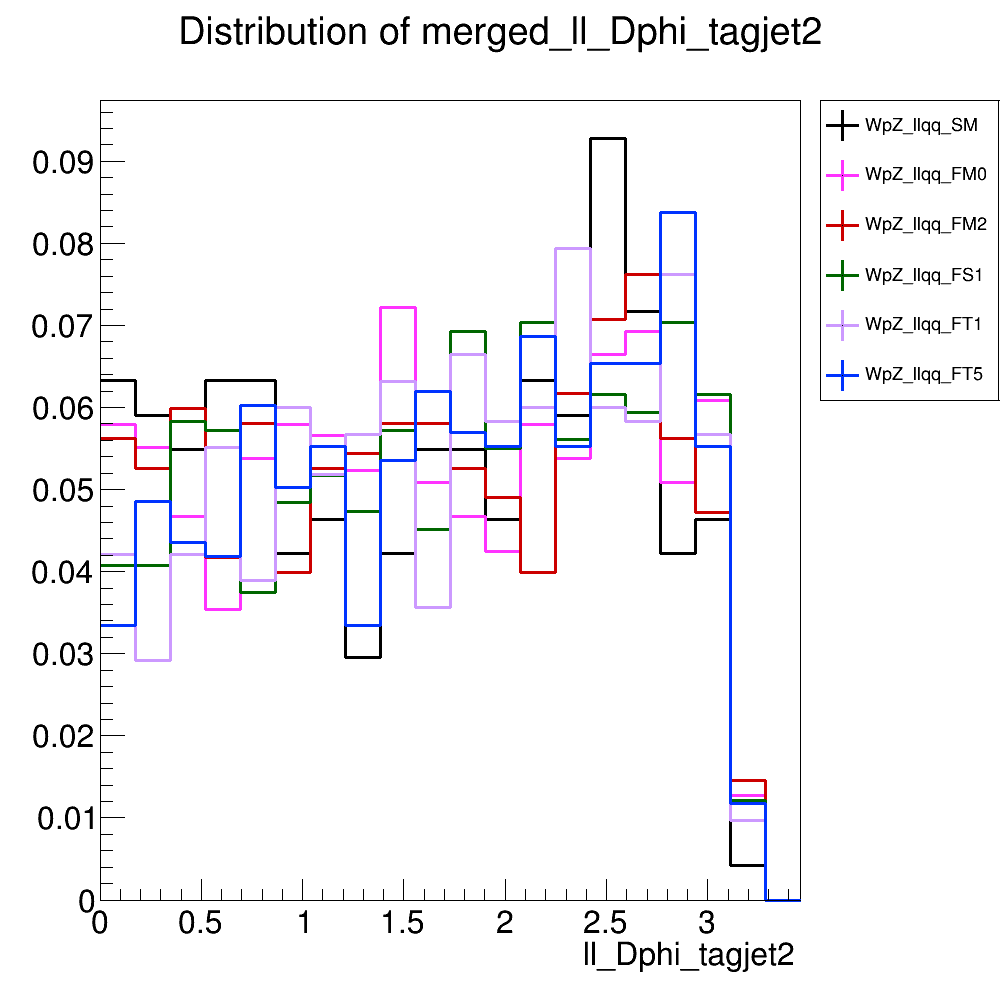 Distribution of merged_ll_Dphi_tagjet2
0.09
0.08
0.07
0.06
0.05
0.04
0.03
0.02
0.01
0
0 0.5 1 1.5 2 2.5 3
ll_Dphi_tagjet2
WpZ_llqq_SM
WpZ_llqq_FM0
WpZ_llqq_FM2
WpZ_llqq_FS1
WpZ_llqq_FT1
WpZ_llqq_FT5